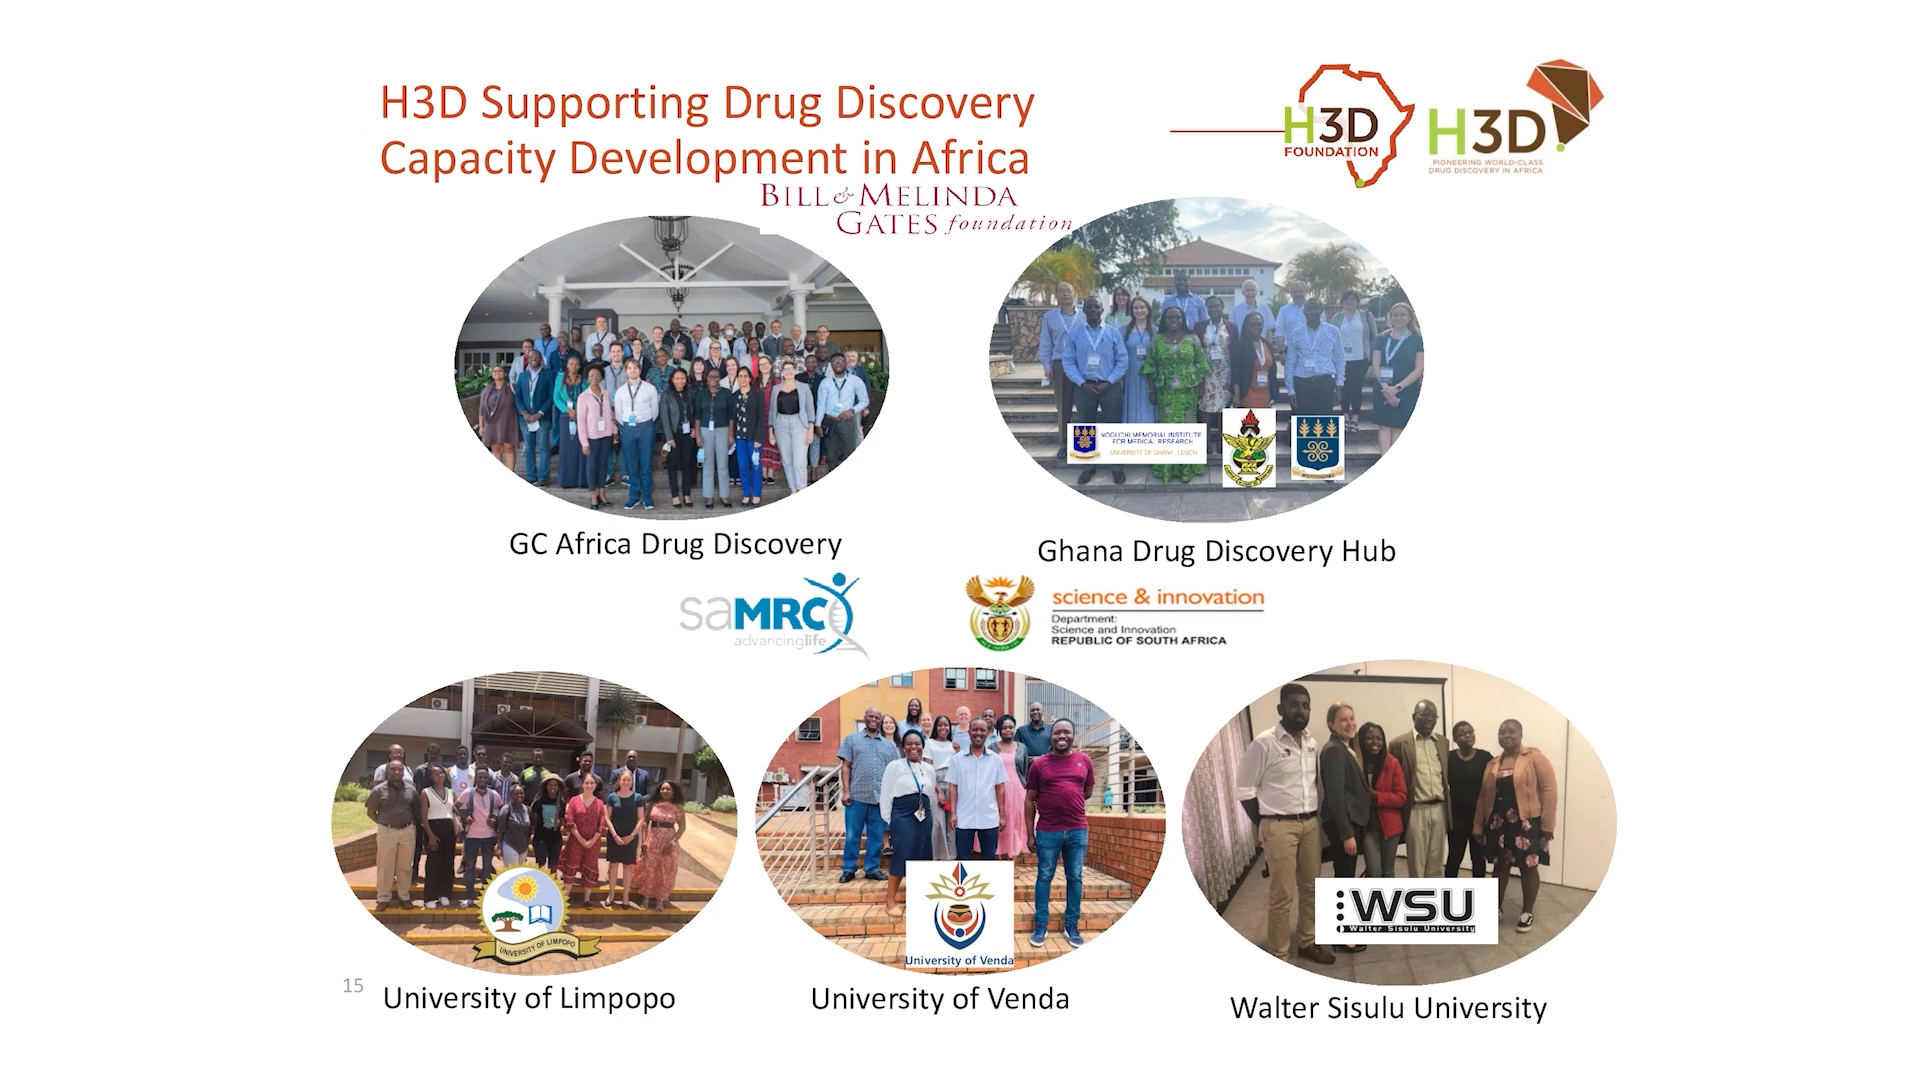 H3D Supporting Drug Discovery
Capacity Development in Africa
H3D
FOUNDATION
H3D
PIONEERING WORLD-CLASS
DRUG DISCOVERY IN AFRICA
BILL & MELINDA
GATES foundation
NOGUCHI MEMORIAL INSTITUTE
FOR MEDICAL RESEARCH
UNIVERSITY OF GHANA, LEGON
GC Africa Drug Discovery
Ghana Drug Discovery Hub
saMRC
advancinglife
science & innovation
Department:
Science and Innovation
REPUBLIC OF SOUTH AFRICA
UNIVERSITY OF LIMPOPO
University of Venda
WSU
Walter Sisulu University
15
University of Limpopo
University of Venda
Walter Sisulu University